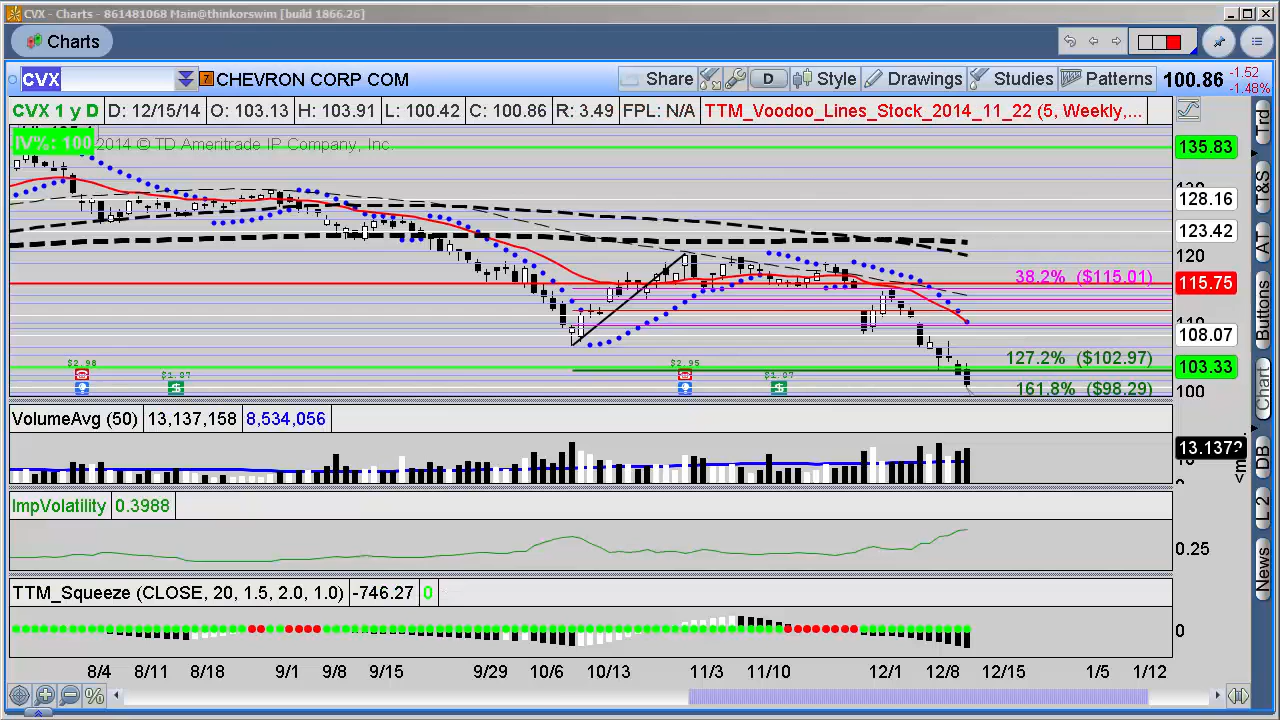 CVX - Charts - 861481068 Main@thinkorswim [build 1866.26]
Charts
CVX
7
CHEVRON CORP COM
Share
D
Style
Drawings
Studies
Patterns
100.86
-1.52
-1.48%
CVX 1 y D
D: 12/15/14
O: 103.13
H: 103.91
L: 100.42
C: 100.86
R: 3.49
FPL: N/A
TTM_Voodoo_Lines_Stock_2014_11_22 (5, Weekly,...
IV%: 100
2014 © TD Ameritrade IP Company, Inc.
135.83
128.16
123.42
120
38.2% ($115.01)
115.75
108.07
127.2% ($102.97)
103.33
161.8% ($98.29)
100
$2.98
$1.07
$2.95
$1.07
VolumeAvg (50)
13,137,158
8,534,056
13.1372
<m
ImpVolatility
0.3988
0.25
TTM_Squeeze (CLOSE, 20, 1.5, 2.0, 1.0)
-746.27
0
0
8/4
8/11
8/18
9/1
9/8
9/15
9/29
10/6
10/13
11/3
11/10
12/1
12/8
12/15
1/5
1/12
%
Trd
T&S
AT
Buttons
Chart
DB
L 2
News